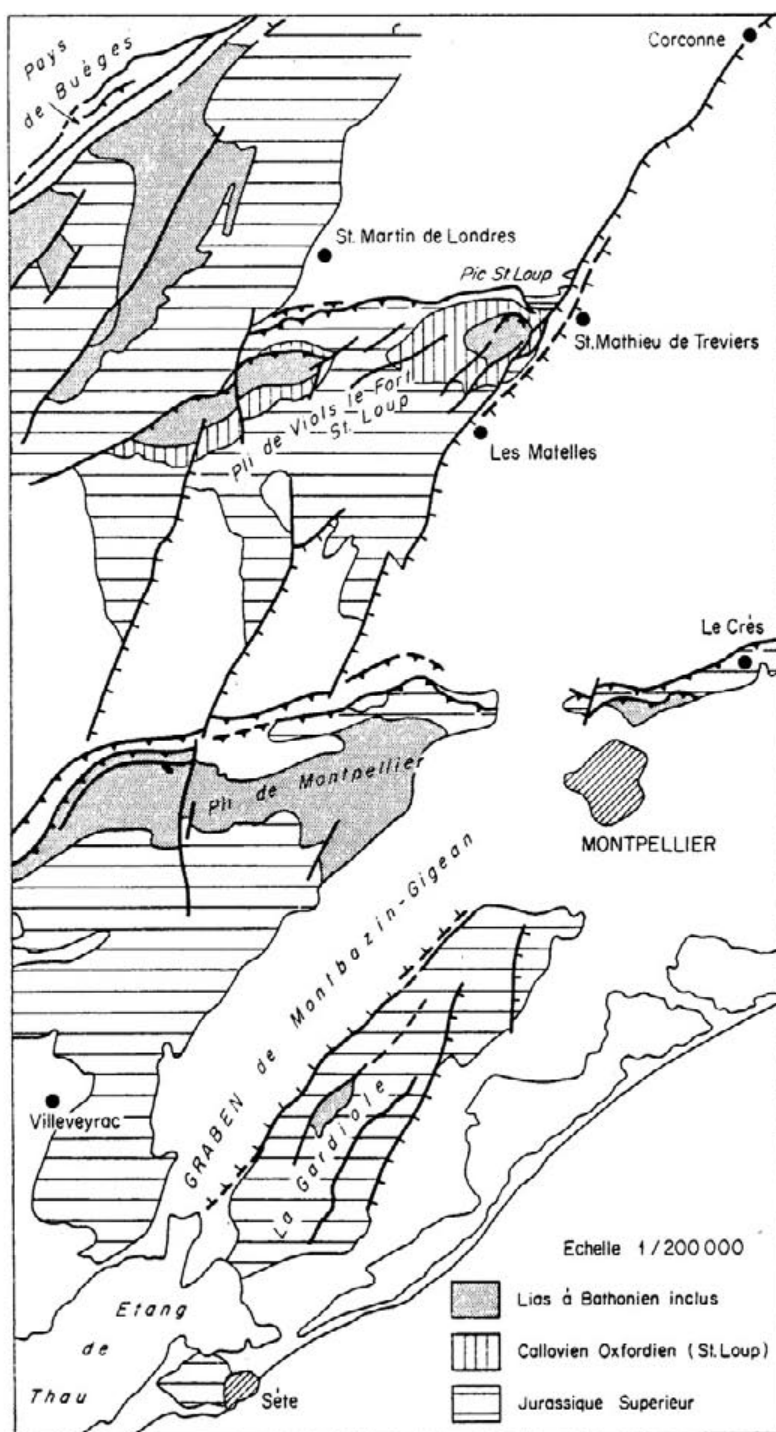 Corconne
Pays
de Buèges
St. Martin de Londres
Pic St. Loup
St. Mathieu de Treviers
Pli de Viols le Fort
St. Loup
Les Matelles
Le Crès
Pli de Montpellier
MONTPELLIER
GRABEN de Montbazin-Gigean
Villeveyrac
La Gardiole
Echelle 1/200 000
Lias à Bathonien inclus
Callovien Oxfordien (St. Loup)
Jurassique Superieur
Etang
de
Thau
Sète